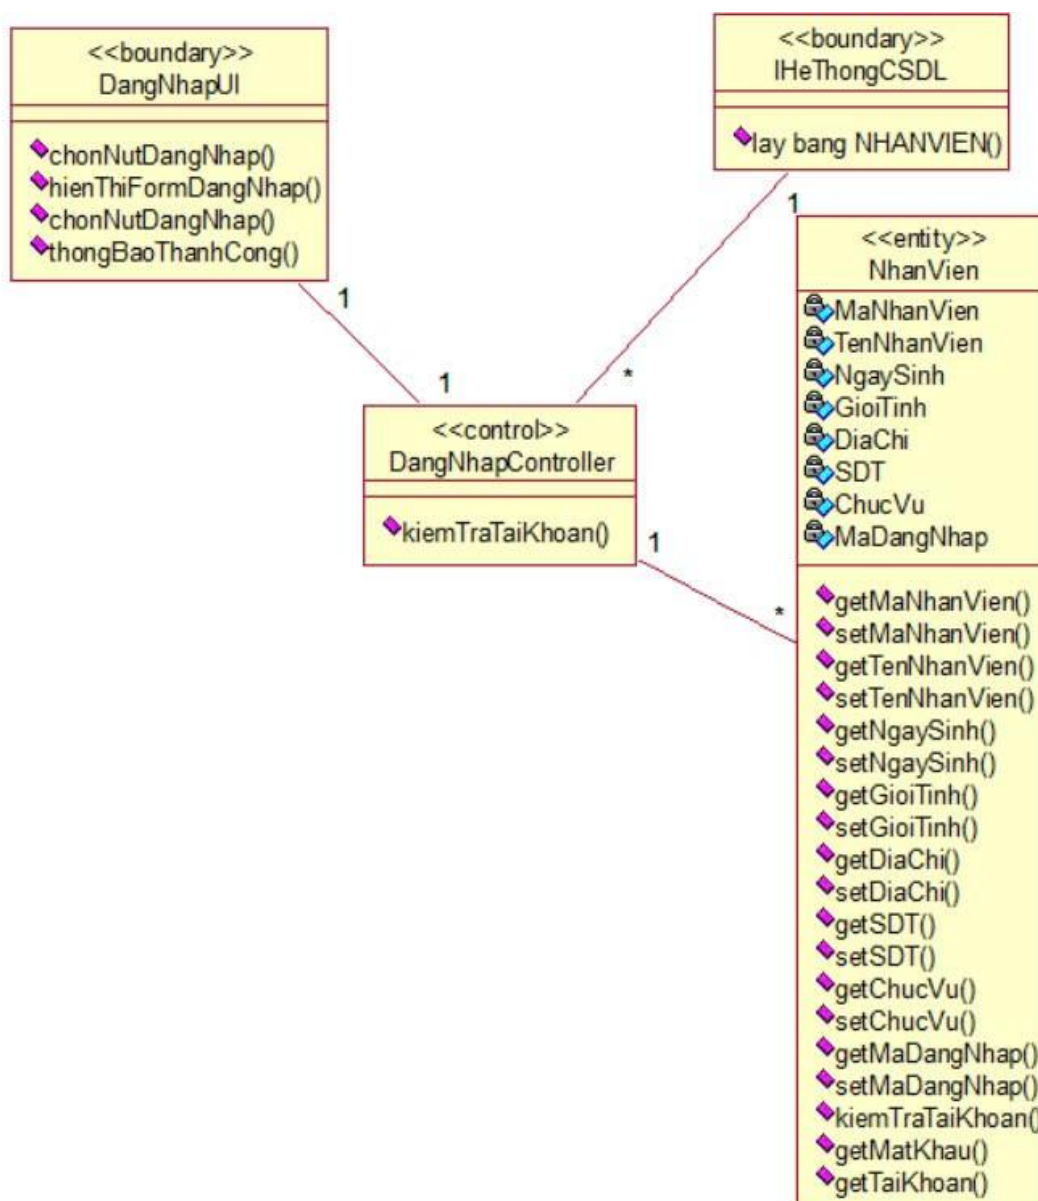 <<boundary>>
DangNhapUI
chonNutDangNhap()
hienThiFormDangNhap()
chonNutDangNhap()
thongBaoThanhCong()
<<boundary>>
IHeThongCSDL
lay bang NHANVIEN()
1
1
1
*
<<control>>
DangNhapController
kiemTraTaiKhoan()
1
*
<<entity>>
NhanVien
MaNhanVien
TenNhanVien
NgaySinh
GioiTinh
DiaChi
SDT
ChucVu
MaDangNhap
getMaNhanVien()
setMaNhanVien()
getTenNhanVien()
setTenNhanVien()
getNgaySinh()
setNgaySinh()
getGioiTinh()
setGioiTinh()
getDiaChi()
setDiaChi()
getSDT()
setSDT()
getChucVu()
setChucVu()
getMaDangNhap()
setMaDangNhap()
kiemTraTaiKhoan()
getMatKhau()
getTaiKhoan()